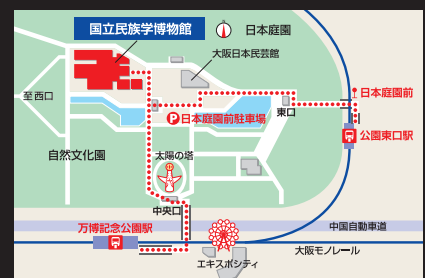 国立民族学博物館
日本庭園
大阪日本民芸館
至西口
日本庭園前
P日本庭園前駐車場
東口
公園東口駅
自然文化園
太陽の塔
中央口
万博記念公園駅
中国自動車道
大阪モノレール
エキスポシティ